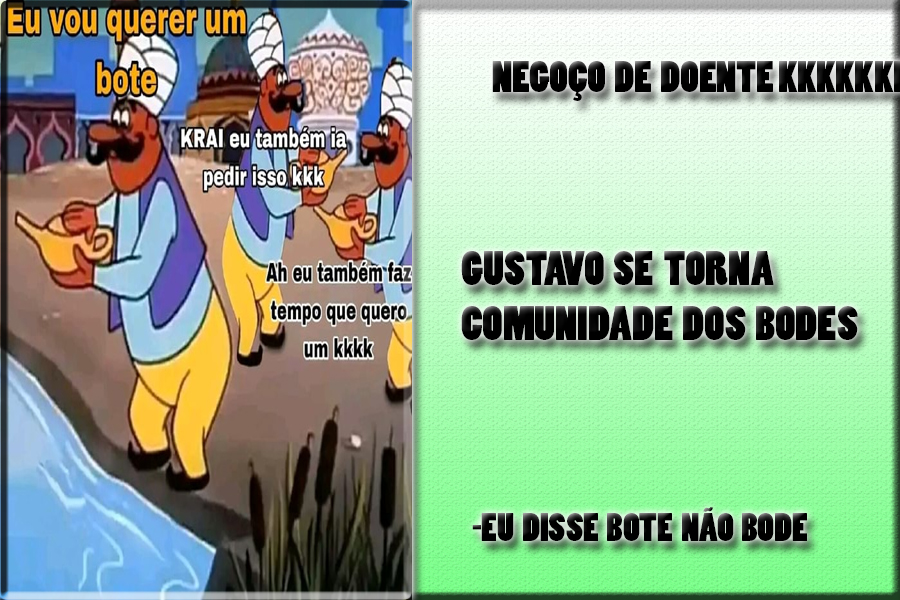 Eu vou querer um
bote
KRAI eu também ia
pedir isso kkk
Ah eu também faz
tempo que quero
um kkkk
NEGOÇO DE DOENTE KKKKKKK
GUSTAVO SE TORNA
COMUNIDADE DOS BODES
-EU DISSE BOTE NÃO BODE